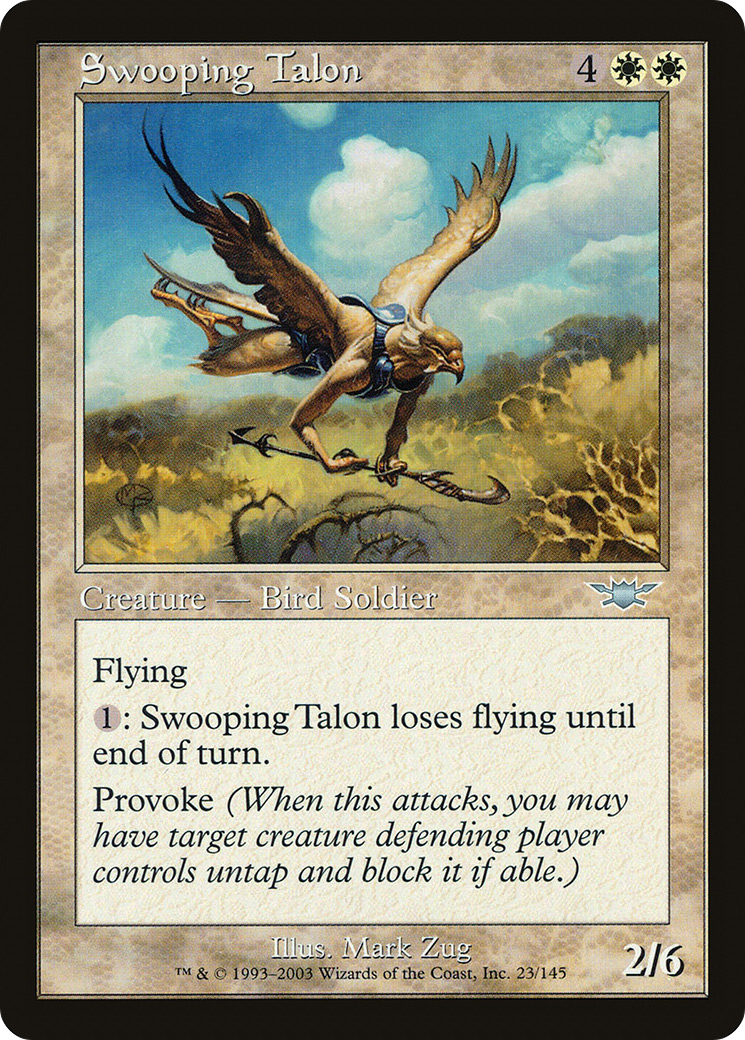 Swooping Talon 4
Creature — Bird Soldier
Flying
1: Swooping Talon loses flying until
end of turn.
Provoke (When this attacks, you may
have target creature defending player
controls untap and block it if able.)
Illus. Mark Zug
™ & © 1993–2003 Wizards of the Coast, Inc. 23/145
2/6